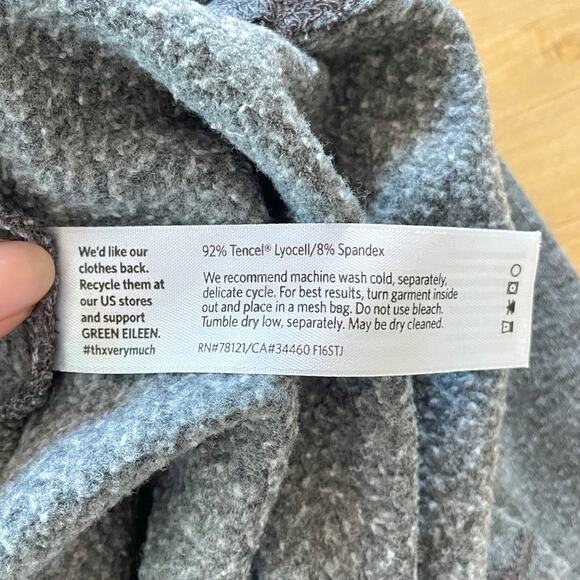 We'd like our
clothes back.
Recycle them at
our US stores
and support
GREEN EILEEN.
#thxverymuch
92% Tencel® Lyocell/8% Spandex
We recommend machine wash cold, separately,
delicate cycle. For best results, turn garment inside
out and place in a mesh bag. Do not use bleach.
Tumble dry low, separately. May be dry cleaned.
RN#78121/CA#34460 F16STJ